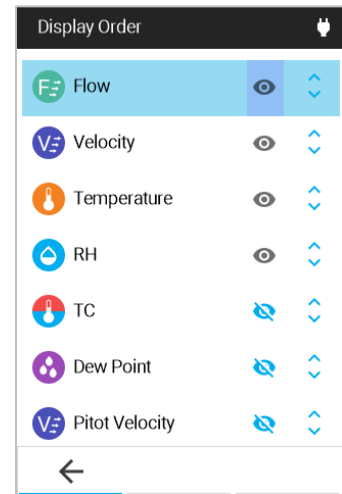 Display Order
F Flow
V Velocity
Temperature
RH
TC
Dew Point
V Pitot Velocity